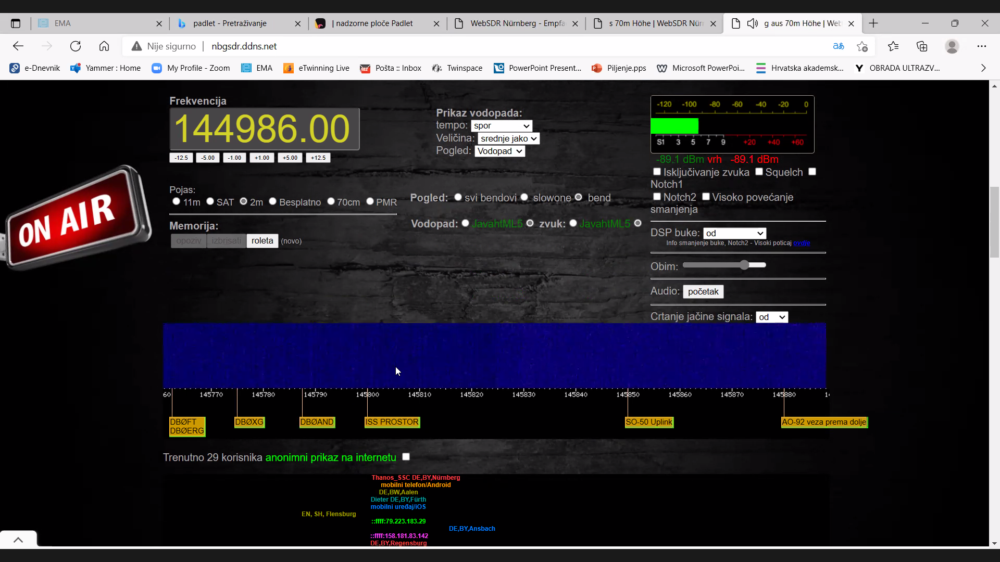 EMA
padlet - Pretraživanje
| nadzorne ploče Padlet
WebSDR Nürnberg - Empfa
s 70m Höhe | WebSDR Nür
g aus 70m Höhe | Web
Nije sigurno
nbgsdr.ddns.net
e-Dnevnik
Yammer : Home
My Profile - Zoom
EMA
eTwinning Live
Pošta :: Inbox
Twinspace
PowerPoint Present...
Piljenje.pps
Microsoft PowerPoi...
Hrvatska akademsk...
OBRADA ULTRAZV...
Frekvencija
144986.00
-12.5 -5.00 -1.00 +1.00 +5.00 +12.5
Prikaz vodopada:
tempo: spor
Veličina: srednje jako
Pogled: Vodopad
-120 -100 -80 -60 -40 -20 0
S1 3 5 7 9 +20 +40 +60
-89.1 dBm vrh -89.1 dBm
Isključivanje zvuka Squelch
Notch1
Notch2 Visoko povećanje
smanjenja
ON AIR
Pojas:
11m SAT 2m Besplatno 70cm PMR
Pogled: svi bendovi slowone bend
Memorija:
opoziv izbrisati roleta (novo)
Vodopad: JavahtML5 zvuk: JavahtML5
DSP buke: od
Info smanjenje buke, Notch2 - Visoki poticaj ovdje
Obim:
Audio: početak
Crtanje jačine signala: od
60 145770 145780 145790 145800 145810 145820 145830 145840 145850 145860 145870 145880
DBØFT
DBØERG
DBØXG
DBØAND
ISS PROSTOR
SO-50 Uplink
AO-92 veza prema dolje
Trenutno 29 korisnika anonimni prikaz na internetu
Thanos_SSC DE,BY,Nürnberg
mobilni telefon/Android
DE,BW,Aalen
Dieter DE,BY,Fürth
mobilni uređaj/iOS
EN, SH, Flensburg
::ffff:79.223.183.29
DE,BY,Ansbach
::ffff:158.181.83.142
DE,BY,Regensburg